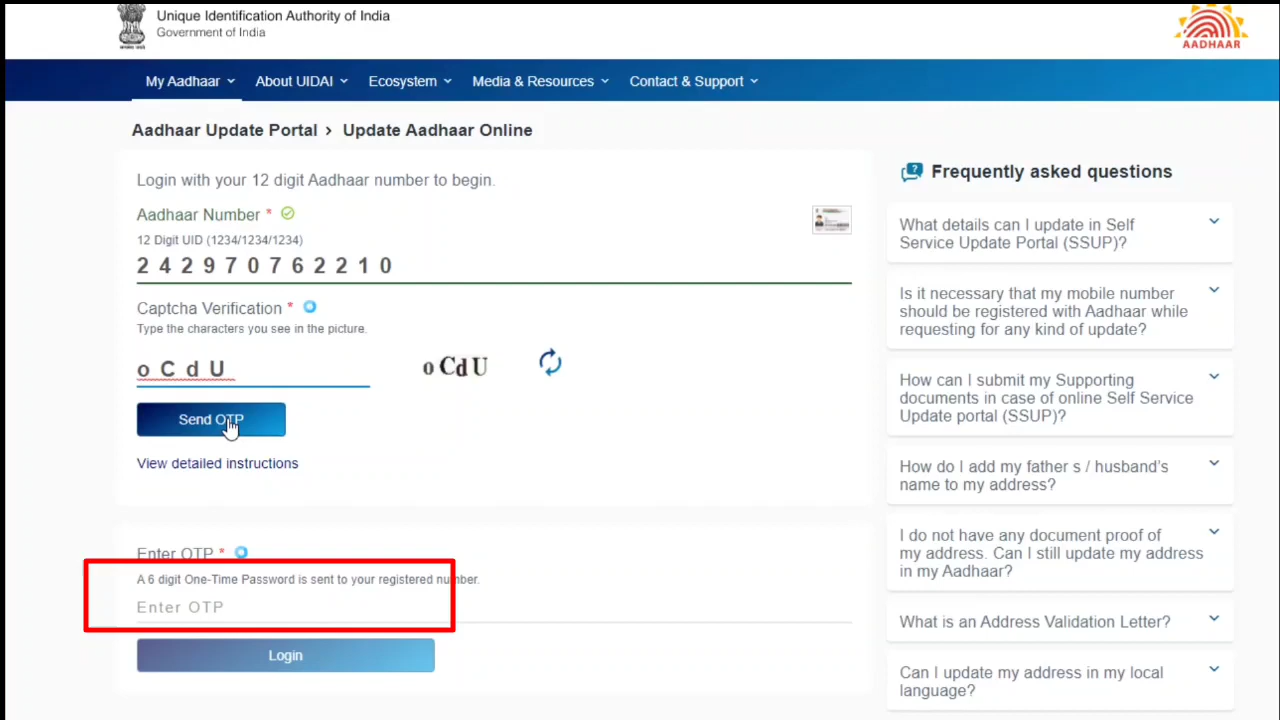 Unique Identification Authority of India
Government of India
AADHAAR
My Aadhaar
About UIDAI
Ecosystem
Media & Resources
Contact & Support
Aadhaar Update Portal › Update Aadhaar Online
Login with your 12 digit Aadhaar number to begin.
Aadhaar Number *
12 Digit UID (1234/1234/1234)
2 4 2 9 7 0 7 6 2 2 1 0
Captcha Verification *
Type the characters you see in the picture.
o C d U
o Cd U
Send OTP
View detailed instructions
Enter OTP *
A 6 digit One-Time Password is sent to your registered number.
Enter OTP
Login
Frequently asked questions
What details can I update in Self
Service Update Portal (SSUP)?
Is it necessary that my mobile number
should be registered with Aadhaar while
requesting for any kind of update?
How can I submit my Supporting
documents in case of online Self Service
Update portal (SSUP)?
How do I add my father s / husband's
name to my address?
I do not have any document proof of
my address. Can I still update my address
in my Aadhaar?
What is an Address Validation Letter?
Can I update my address in my local
language?